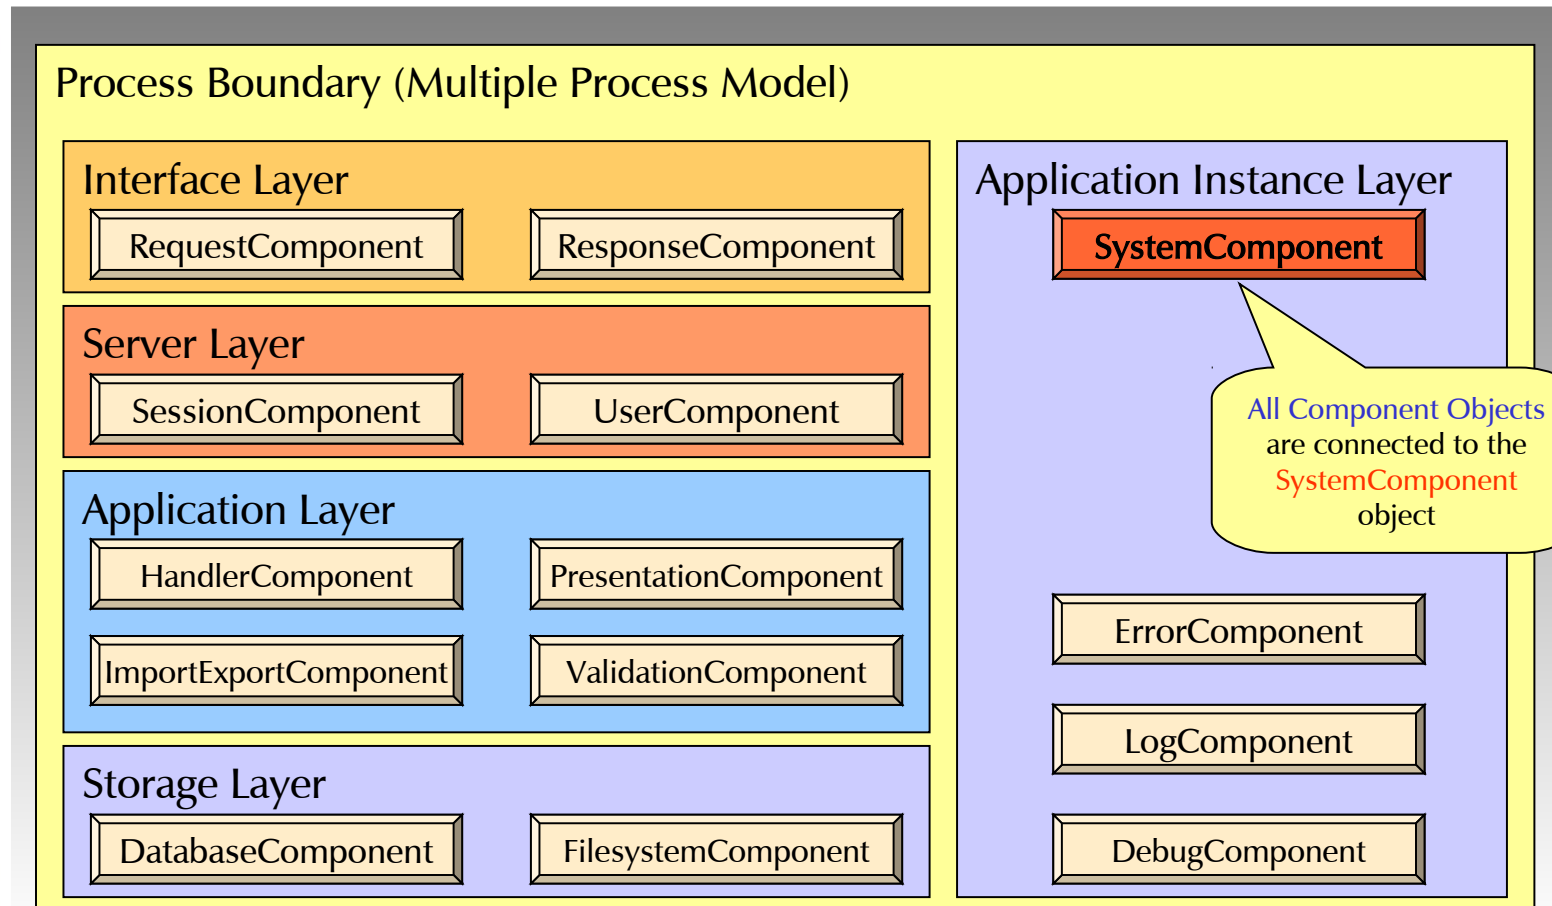 Process Boundary (Multiple Process Model)
Interface Layer
RequestComponent
ResponseComponent
Server Layer
SessionComponent
UserComponent
Application Layer
HandlerComponent
PresentationComponent
ImportExportComponent
ValidationComponent
Storage Layer
DatabaseComponent
FilesystemComponent
Application Instance Layer
SystemComponent
All Component Objects
are connected to the
SystemComponent
object
ErrorComponent
LogComponent
DebugComponent